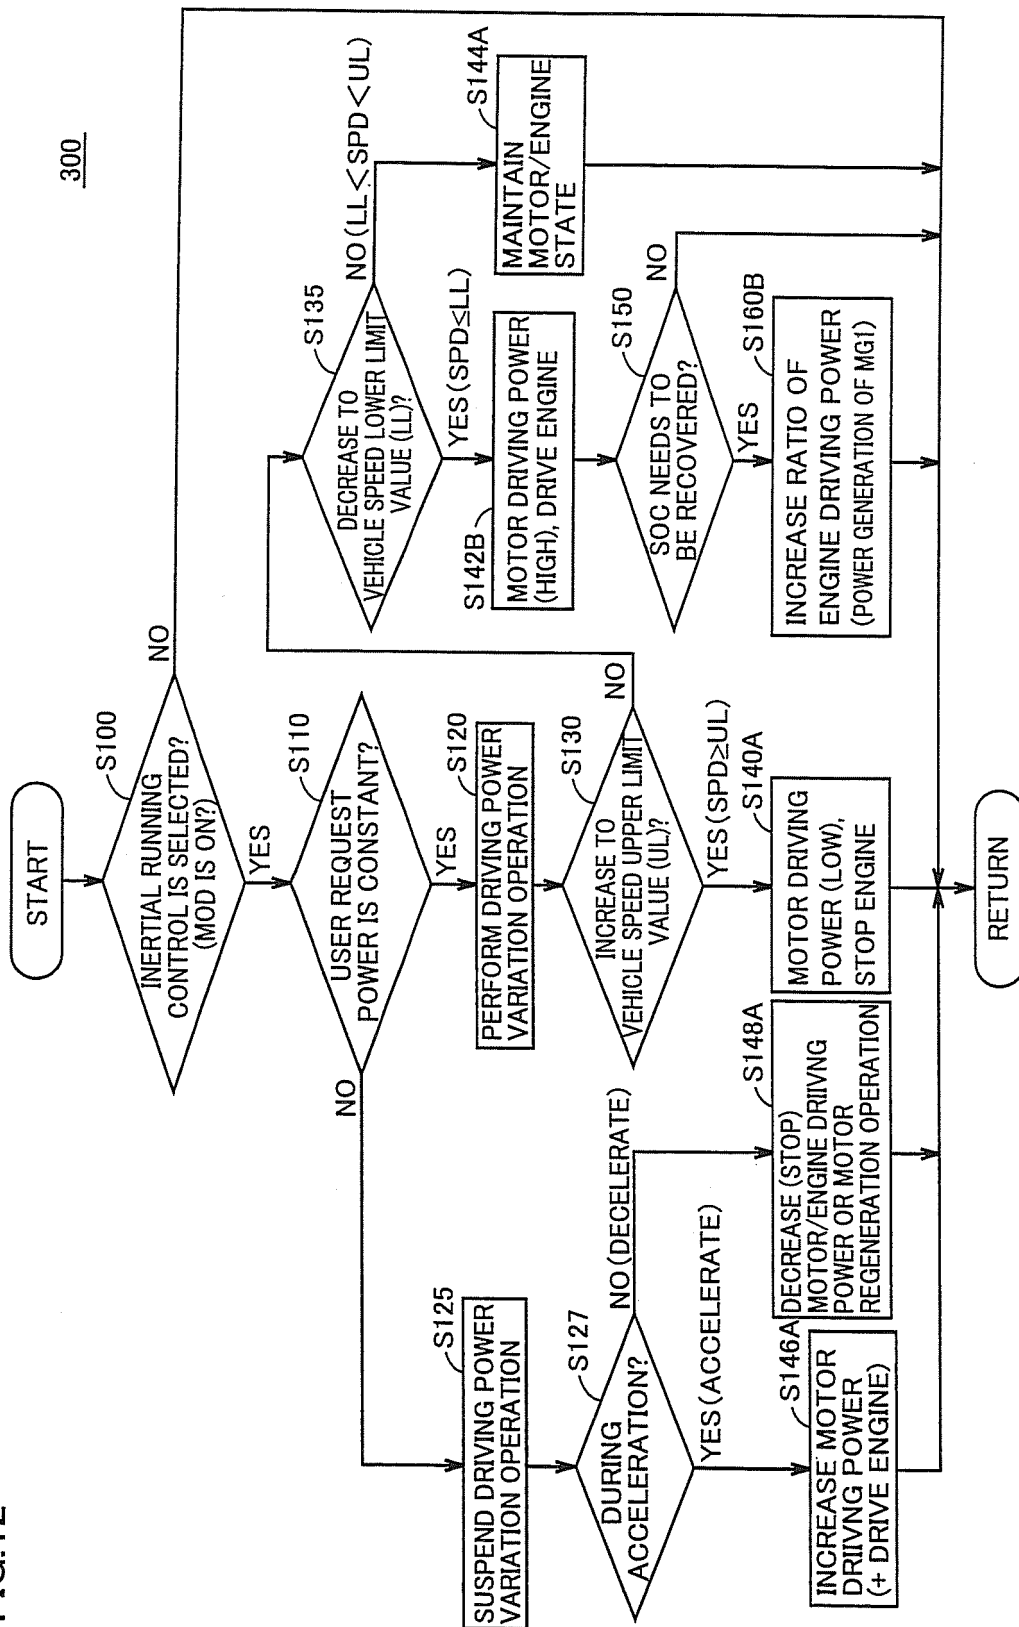 FIG.12
300
START
S100
INERTIAL RUNNING
CONTROL IS SELECTED?
(MOD IS ON?)
NO
YES
S110
USER REQUEST
POWER IS CONSTANT?
NO
YES
S120
PERFORM DRIVING POWER
VARIATION OPERATION
S130
INCREASE TO
VEHICLE SPEED UPPER LIMIT
VALUE (UL)?
NO
YES(SPD≥UL)
S140A
MOTOR DRIVING
POWER (LOW),
STOP ENGINE
S135
DECREASE TO
VEHICLE SPEED LOWER LIMIT
VALUE (LL)?
NO(LL<SPD<UL)
YES(SPD≤LL)
S144A
MAINTAIN
MOTOR/ENGINE
STATE
S142B
MOTOR DRIVING POWER
(HIGH), DRIVE ENGINE
S150
SOC NEEDS TO
BE RECOVERED?
NO
YES
S160B
INCREASE RATIO OF
ENGINE DRIVING POWER
(POWER GENERATION OF MG1)
S125
SUSPEND DRIVING POWER
VARIATION OPERATION
S127
DURING
ACCELERATION?
NO(DECELERATE)
YES(ACCELERATE)
S148A
DECREASE(STOP)
MOTOR/ENGINE DRIIVNG
POWER OR MOTOR
REGENERATION OPERATION
S146A
INCREASE MOTOR
DRIIVNG POWER
(+ DRIVE ENGINE)
RETURN